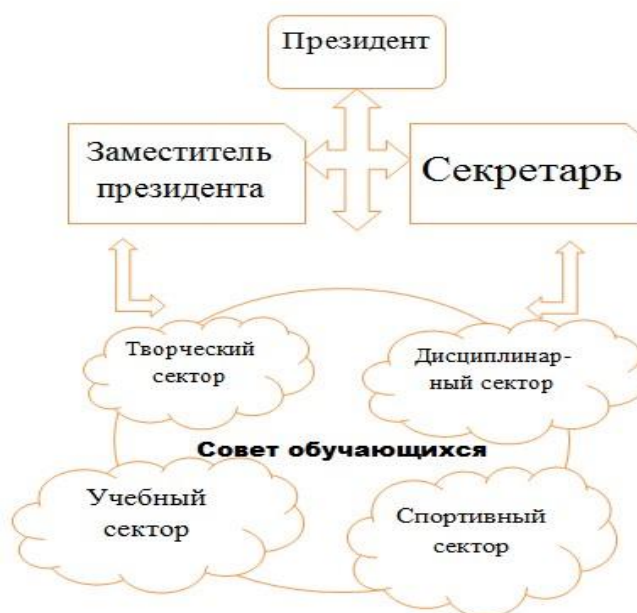 Президент
Заместитель
президента
Секретарь
Творческий
сектор
Дисциплинар-
ный сектор
Совет обучающихся
Учебный
сектор
Спортивный
сектор